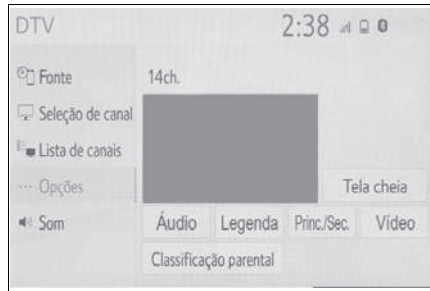 DTV 2:38
Fonte
14ch.
Seleção de canal
Lista de canais
Opções
Tela cheia
Som
Áudio Legenda Princ./Sec. Vídeo
Classificação parental